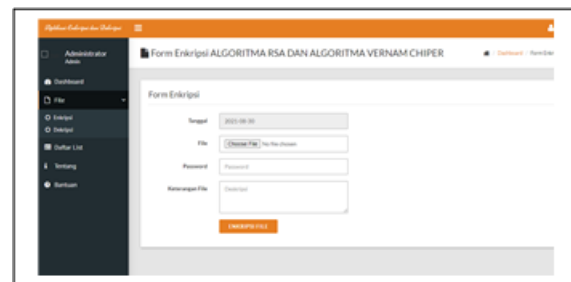 Aplikasi Enkripsi dan Dekripsi
Administrator
Admin
Form Enkripsi ALGORITMA RSA DAN ALGORITMA VERNAM CHIPER
Dashboard / Form Enkri
Dashboard
File
Enkripsi
Dekripsi
Daftar List
Tentang
Bantuan
Form Enkripsi
Tanggal
2021-08-30
File
Choose File No file chosen
Password
Password
Keterangan File
Deskripsi
ENKRIPSI FILE